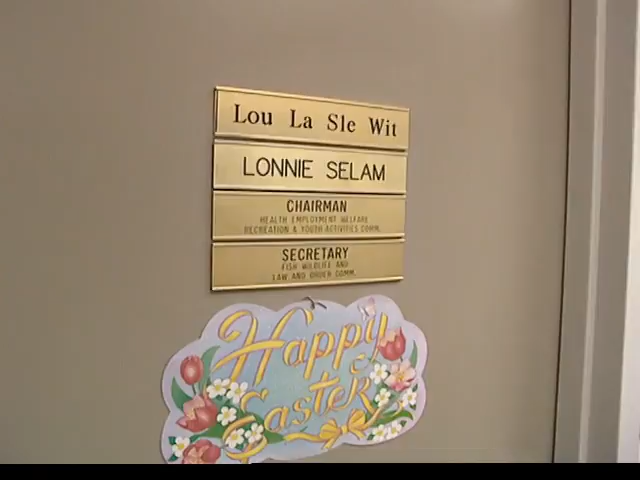 Lou La Sle Wit
LONNIE SELAM
CHAIRMAN
HEALTH EMPLOYMENT WELFARE
RECREATION & YOUTH ACTIVITIES COMM.
SECRETARY
FISH WILDLIFE AND
LAW AND ORDER COMM.
Happy
Easter